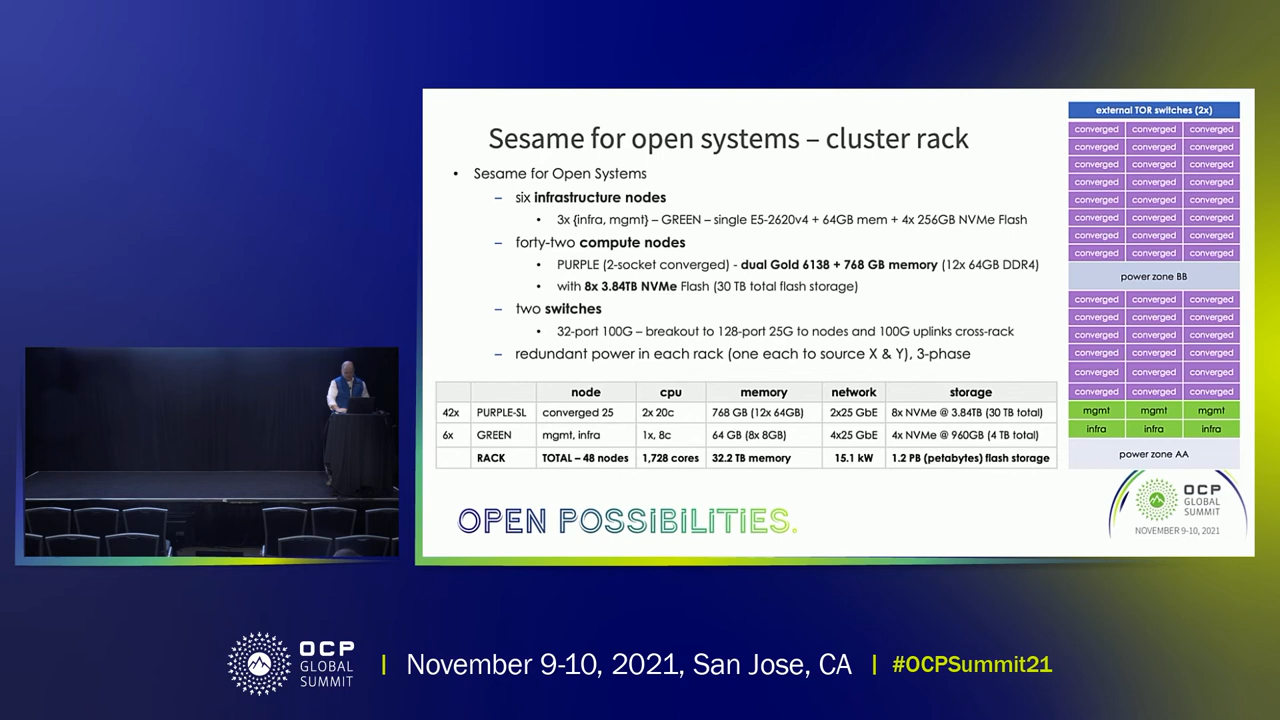 Sesame for open systems – cluster rack
• Sesame for Open Systems
– six infrastructure nodes
• 3x {infra, mgmt} – GREEN – single E5-2620v4 + 64GB mem + 4x 256GB NVMe Flash
– forty-two compute nodes
• PURPLE (2-socket converged) - dual Gold 6138 + 768 GB memory (12x 64GB DDR4)
• with 8x 3.84TB NVMe Flash (30 TB total flash storage)
– two switches
• 32-port 100G – breakout to 128-port 25G to nodes and 100G uplinks cross-rack
– redundant power in each rack (one each to source X & Y), 3-phase
node cpu memory network storage
42x PURPLE-SL converged 25 2x 20c 768 GB (12x 64GB) 2x25 GbE 8x NVMe @ 3.84TB (30 TB total)
6x GREEN mgmt, infra 1x, 8c 64 GB (8x 8GB) 4x25 GbE 4x NVMe @ 960GB (4 TB total)
RACK TOTAL – 48 nodes 1,728 cores 32.2 TB memory 15.1 kW 1.2 PB (petabytes) flash storage
external TOR switches (2x)
converged converged converged
converged converged converged
converged converged converged
converged converged converged
converged converged converged
converged converged converged
converged converged converged
converged converged converged
power zone BB
converged converged converged
converged converged converged
converged converged converged
converged converged converged
converged converged converged
converged converged converged
mgmt mgmt mgmt
infra infra infra
power zone AA
OPEN POSSIBILITIES.
OCP
GLOBAL
SUMMIT
NOVEMBER 9-10, 2021
OCP
GLOBAL
SUMMIT
| November 9-10, 2021, San Jose, CA | #OCPSummit21